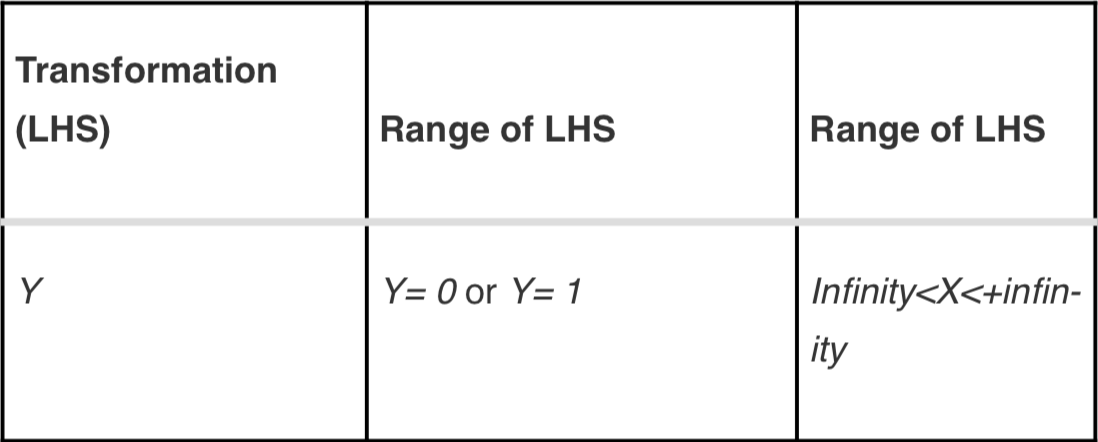 Transformation
(LHS)
Range of LHS
Range of LHS
Y
Y= 0 or Y= 1
Infinity<X<+infin-
ity